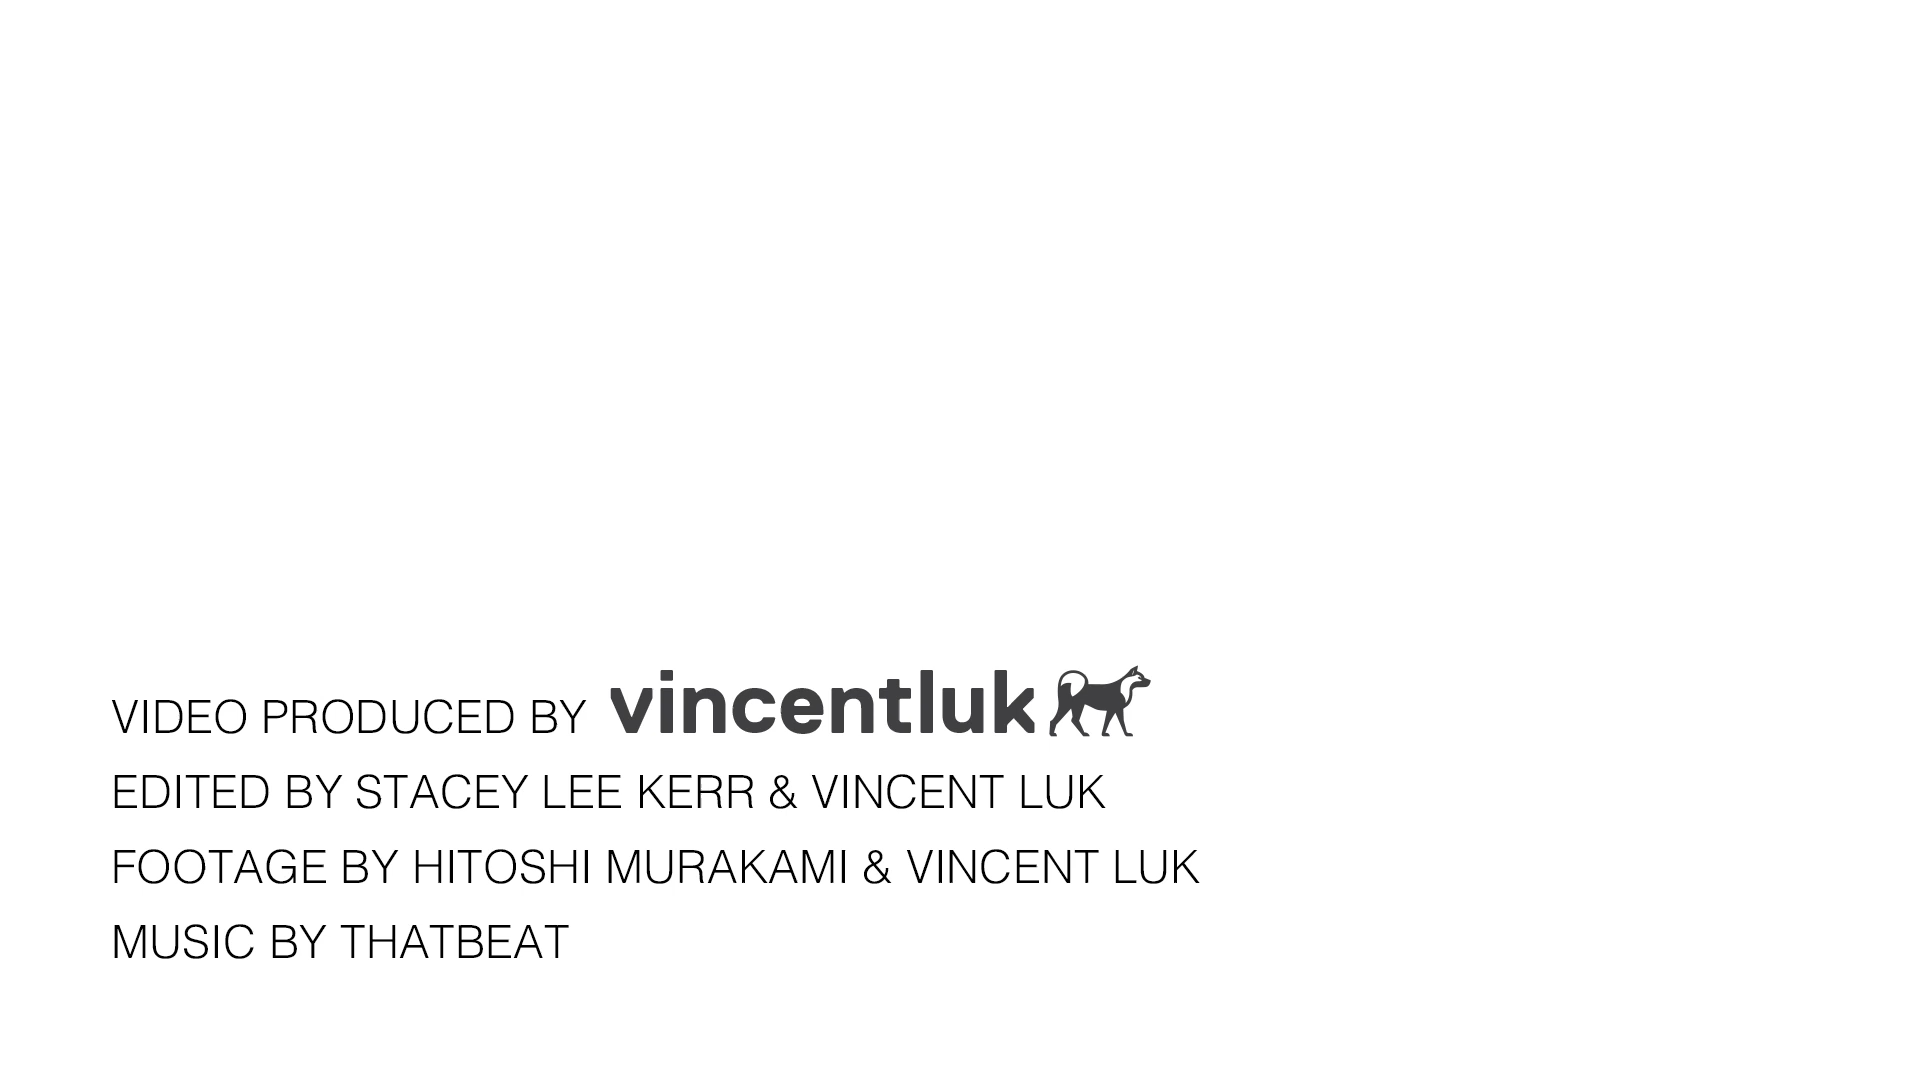 VIDEO PRODUCED BY vincentluk
EDITED BY STACEY LEE KERR & VINCENT LUK
FOOTAGE BY HITOSHI MURAKAMI & VINCENT LUK
MUSIC BY THATBEAT